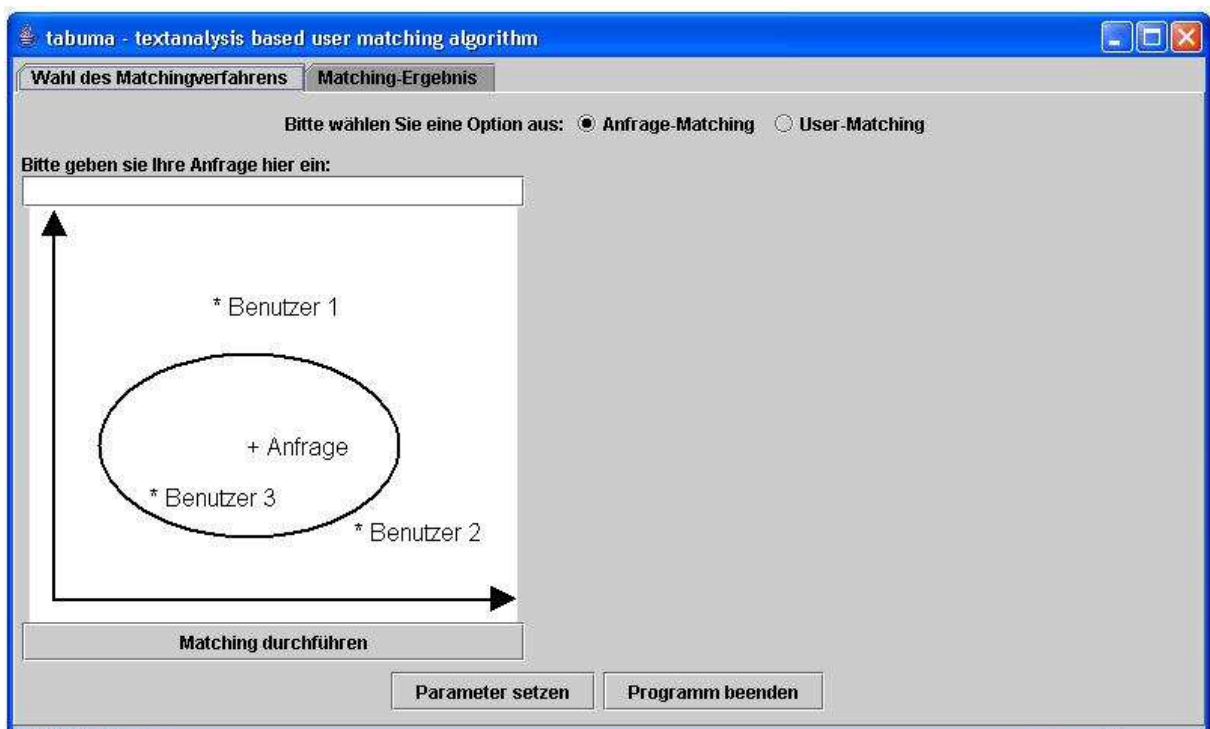 tabuma - textanalysis based user matching algorithm
Wahl des Matchingverfahrens Matching-Ergebnis
Bitte wählen Sie eine Option aus: Anfrage-Matching User-Matching
Bitte geben sie Ihre Anfrage hier ein:
* Benutzer 1
+ Anfrage
* Benutzer 3
* Benutzer 2
Matching durchführen
Parameter setzen Programm beenden